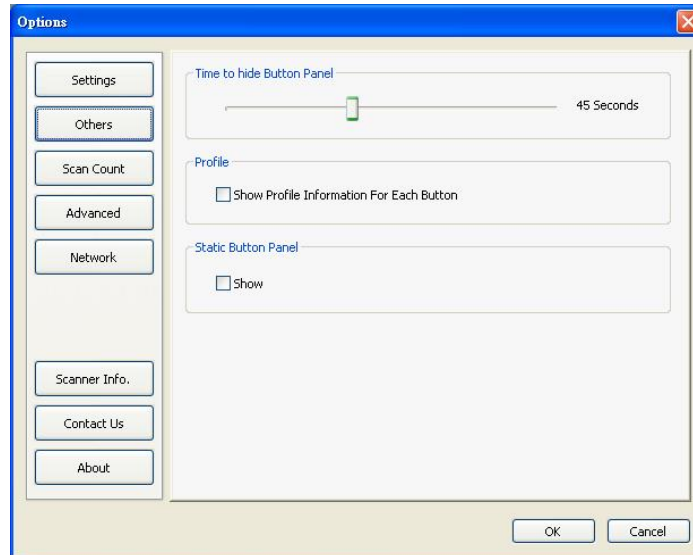 Options
Settings
Others
Scan Count
Advanced
Network
Scanner Info.
Contact Us
About
Time to hide Button Panel
45 Seconds
Profile
Show Profile Information For Each Button
Static Button Panel
Show
OK
Cancel